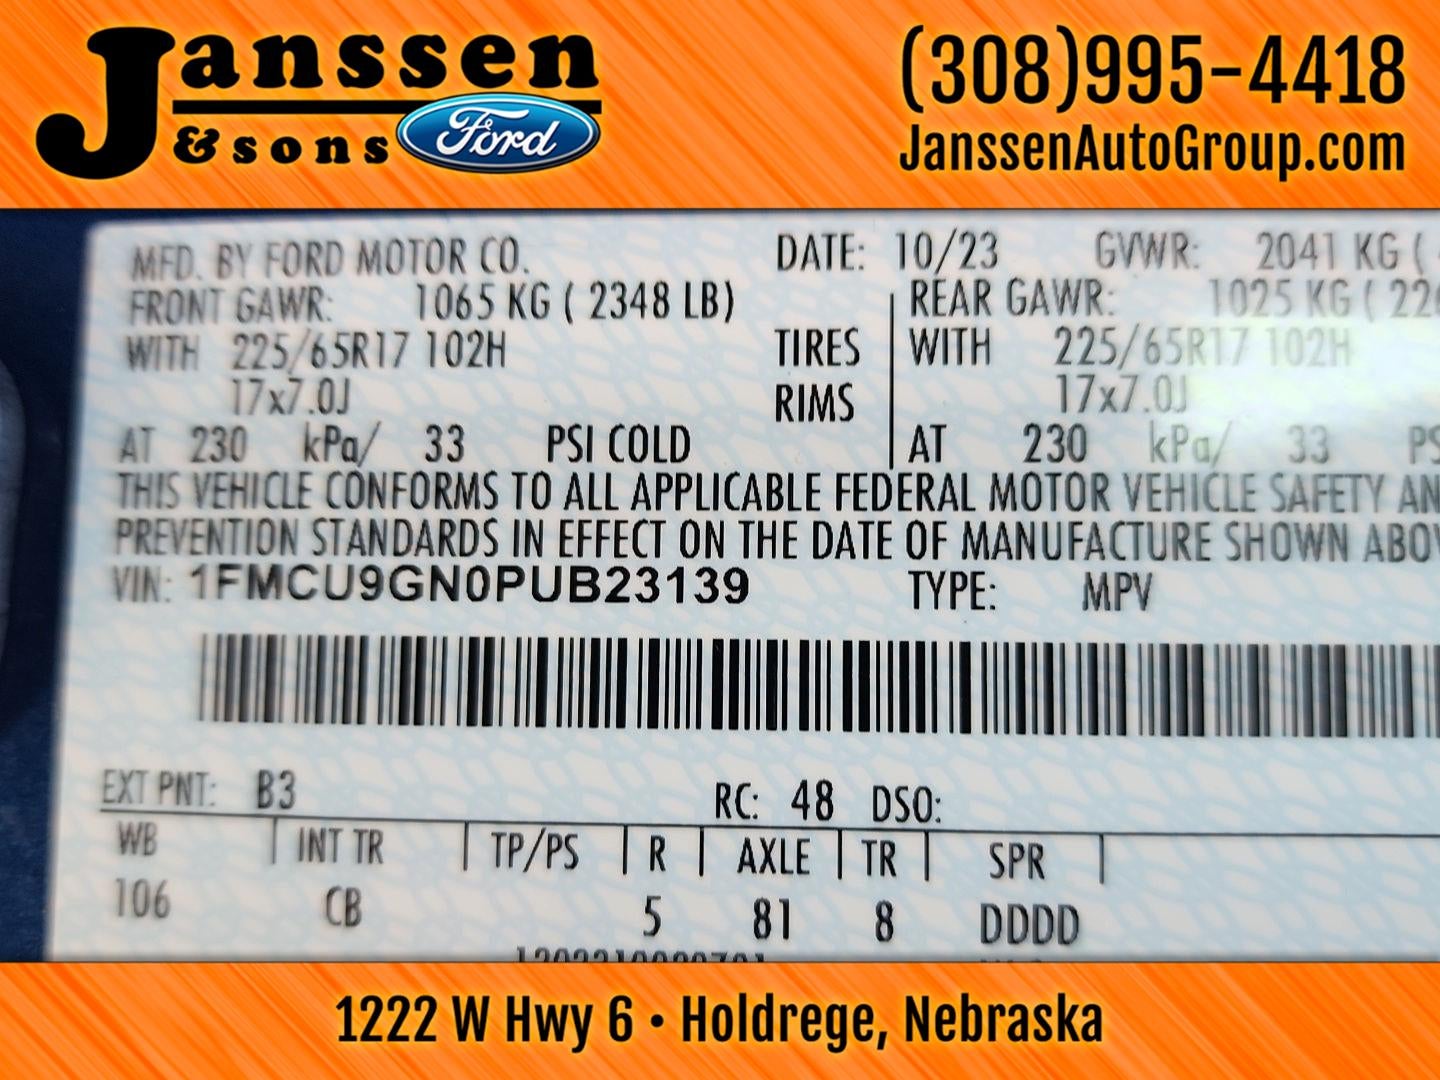 Janssen
& sons Ford
(308)995-4418
JanssenAutoGroup.com
MFD. BY FORD MOTOR CO. DATE: 10/23 GVWR: 2041 KG (
FRONT GAWR: 1065 KG ( 2348 LB) REAR GAWR: 1025 KG (
WITH 225/65R17 102H TIRES WITH 225/65R17 102H
17x7.0J RIMS 17x7.0J
AT 230 kPa/ 33 PSI COLD AT 230 kPa/ 33
THIS VEHICLE CONFORMS TO ALL APPLICABLE FEDERAL MOTOR VEHICLE SAFETY
PREVENTION STANDARDS IN EFFECT ON THE DATE OF MANUFACTURE SHOWN
VIN: 1FMCU9GN0PUB23139 TYPE: MPV
EXT PNT: B3 RC: 48 DSO:
WB INT TR TP/PS R AXLE TR SPR
106 CB 5 81 8 DDDD
1222 W Hwy 6 • Holdrege, Nebraska